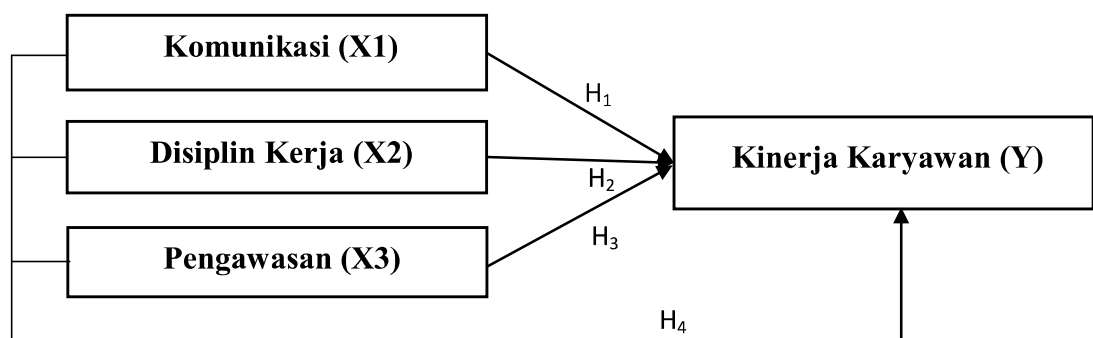 Komunikasi (X1)
H₁
Disiplin Kerja (X2)
Kinerja Karyawan (Y)
H₂
H₃
Pengawasan (X3)
H₄